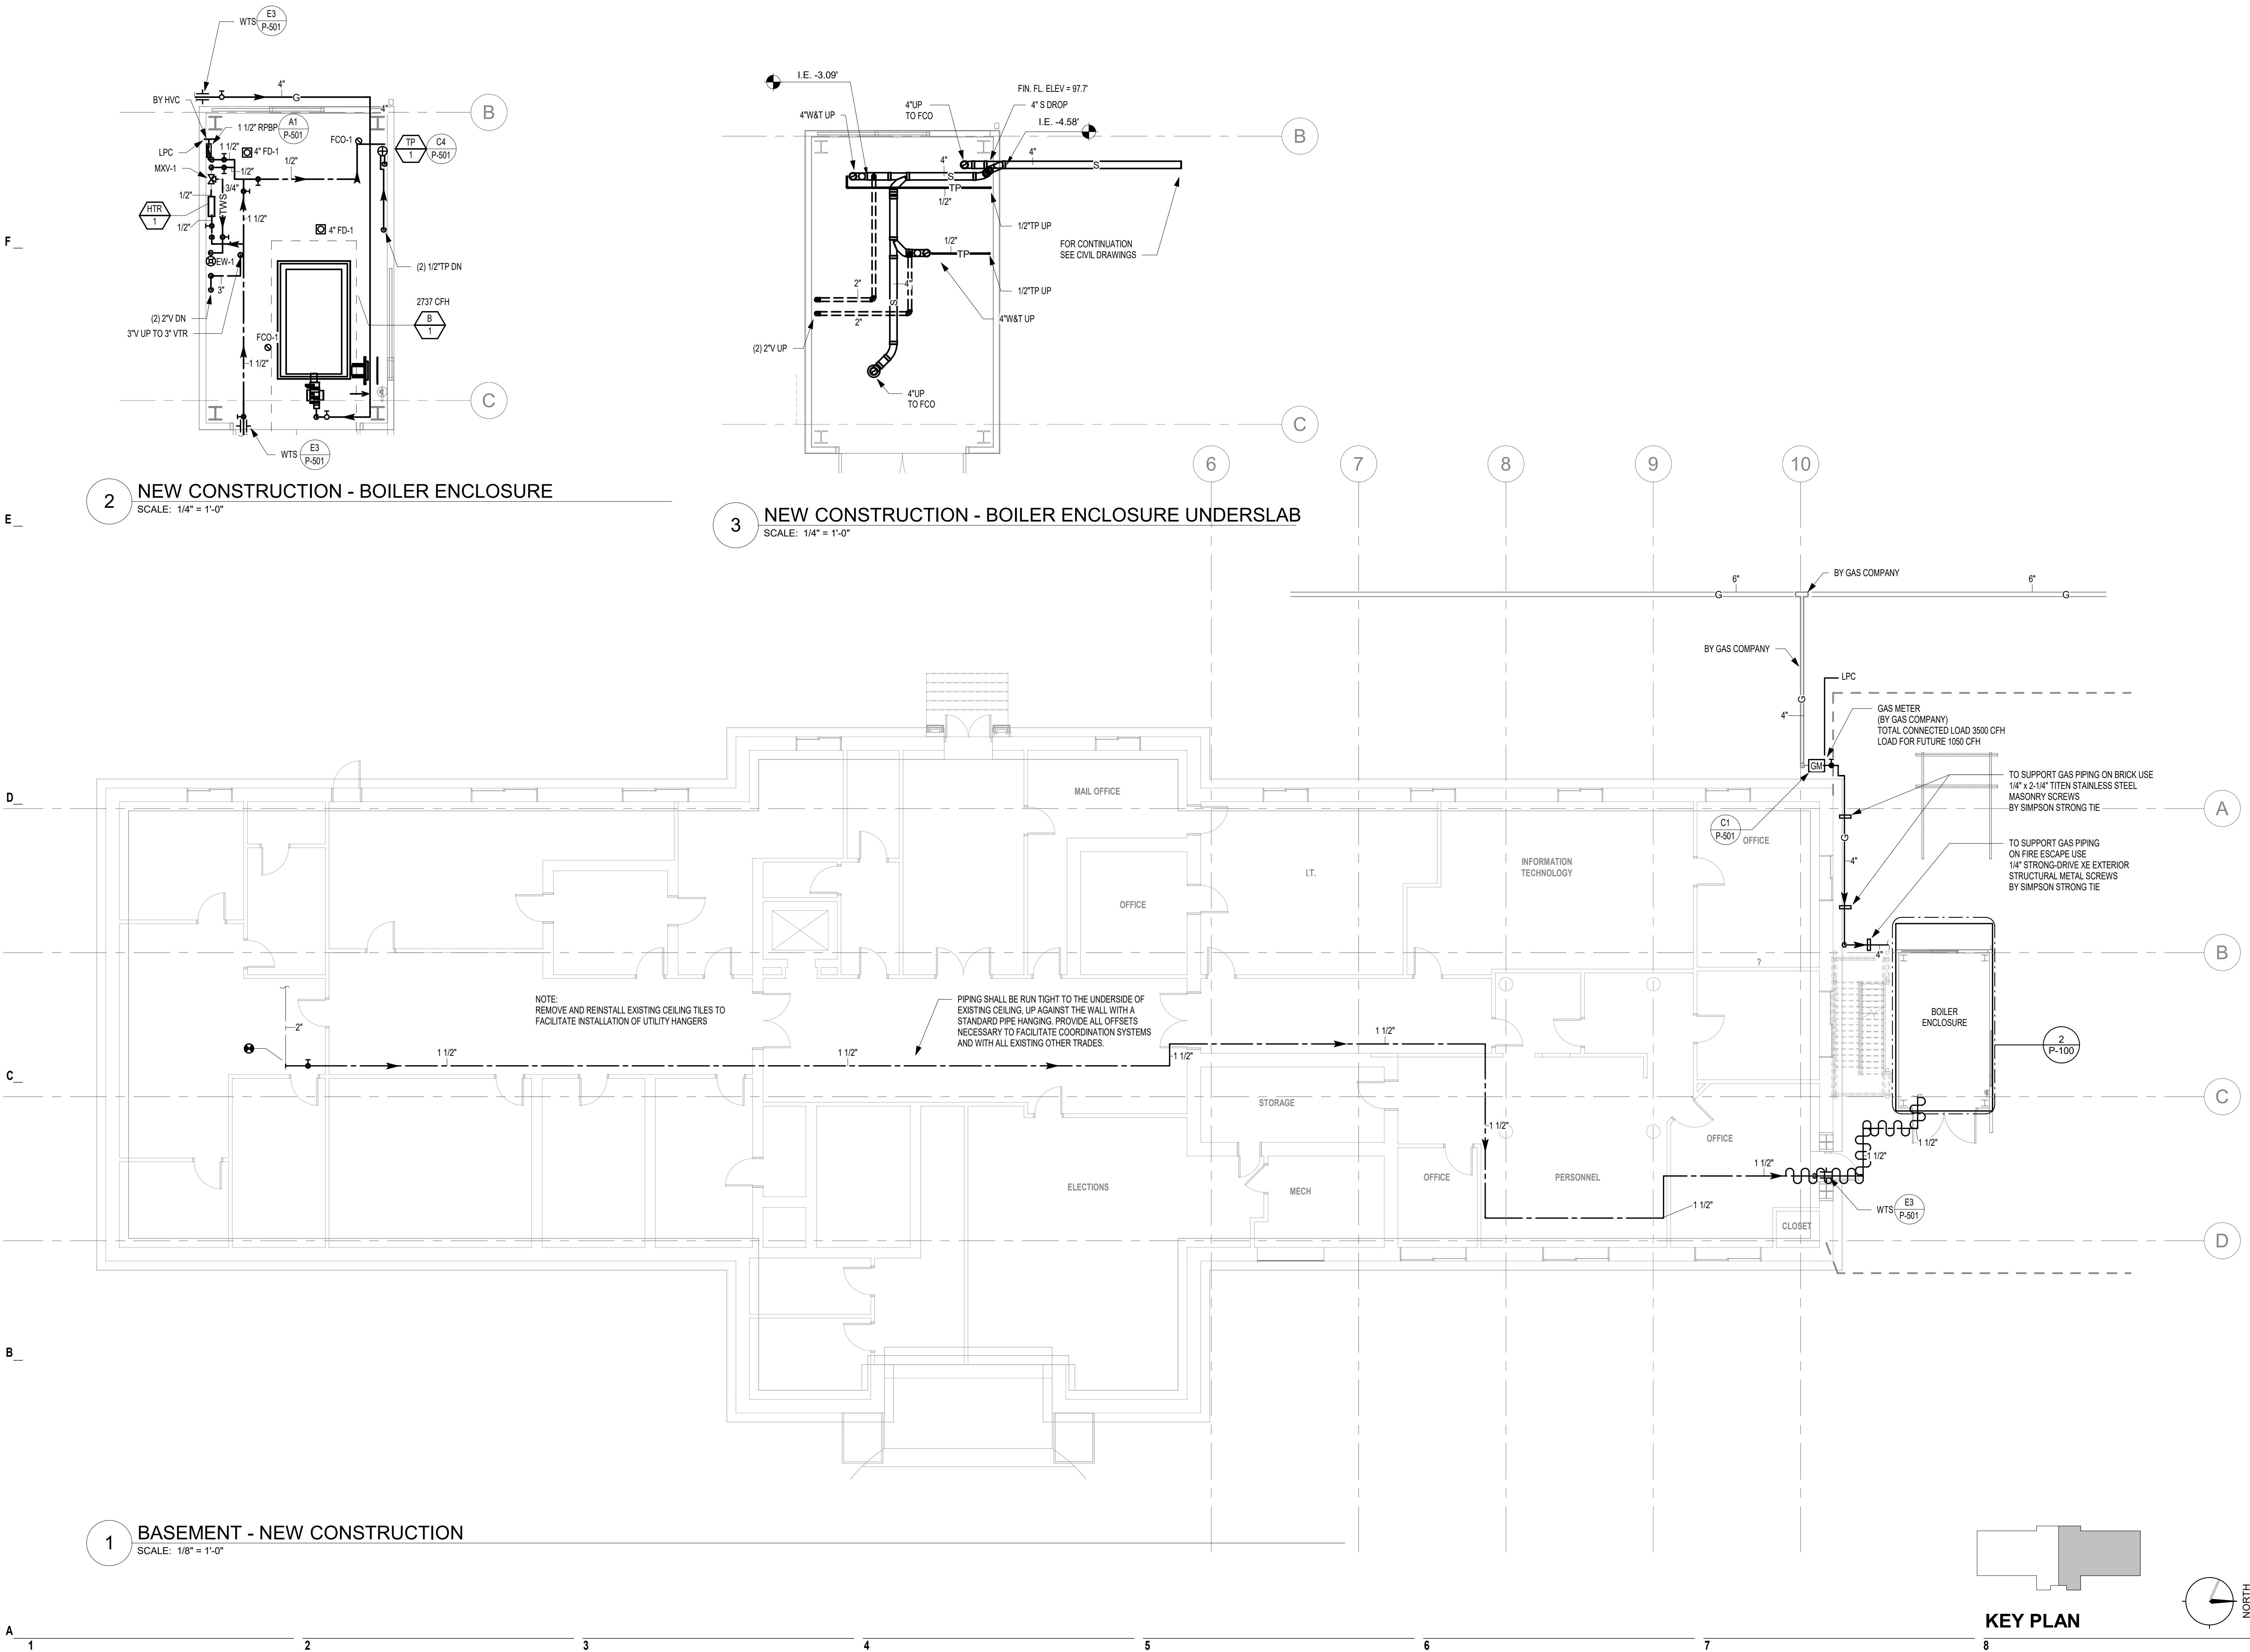 WTS
E3
P-501
4"
G
4"
BY HVC
1 1/2" RPBP
A1
P-501
B
LPC
1 1/2"
4" FD-1
FCO-1
TP
1
C4
P-501
MXV-1
1/2"
1/2"
3/4"
TWS
1/2"
HTR
1
1 1/2"
1/2"
4" FD-1
EW-1
(2) 1/2"TP DN
3"
2737 CFH
(2) 2"V DN
B
1
3"V UP TO 3" VTR
FCO-1
1 1/2"
C
WTS
E3
P-501
2
NEW CONSTRUCTION - BOILER ENCLOSURE
SCALE: 1/4" = 1'-0"
I.E. -3.09'
FIN. FL. ELEV = 97.7'
4"UP
TO FCO
4" S DROP
4"W&T UP
I.E. -4.58'
B
4"
4"
S
S
TP
1/2"
1/2"TP UP
1/2"
TP
FOR CONTINUATION
SEE CIVIL DRAWINGS
2"
4"
1/2"TP UP
S
2"
4"W&T UP
(2) 2"V UP
4"UP
TO FCO
C
3
NEW CONSTRUCTION - BOILER ENCLOSURE UNDERSLAB
SCALE: 1/4" = 1'-0"
6
7
8
9
10
BY GAS COMPANY
6"
6"
G
G
BY GAS COMPANY
LPC
G
4"
GAS METER
(BY GAS COMPANY)
TOTAL CONNECTED LOAD 3500 CFH
LOAD FOR FUTURE 1050 CFH
GM
TO SUPPORT GAS PIPING ON BRICK USE
1/4" x 2-1/4" TITEN STAINLESS STEEL
MASONRY SCREWS
BY SIMPSON STRONG TIE
A
C1
P-501
G
4"
TO SUPPORT GAS PIPING
ON FIRE ESCAPE USE
1/4" STRONG-DRIVE XE EXTERIOR
STRUCTURAL METAL SCREWS
BY SIMPSON STRONG TIE
MAIL OFFICE
OFFICE
I.T.
INFORMATION
TECHNOLOGY
OFFICE
4"
B
?
NOTE:
REMOVE AND REINSTALL EXISTING CEILING TILES TO
FACILITATE INSTALLATION OF UTILITY HANGERS
PIPING SHALL BE RUN TIGHT TO THE UNDERSIDE OF
EXISTING CEILING, UP AGAINST THE WALL WITH A
STANDARD PIPE HANGING. PROVIDE ALL OFFSETS
NECESSARY TO FACILITATE COORDINATION SYSTEMS
AND WITH ALL EXISTING OTHER TRADES.
BOILER
ENCLOSURE
2"
2
P-100
1 1/2"
1 1/2"
1 1/2"
1 1/2"
STORAGE
C
1 1/2"
OFFICE
1 1/2"
1 1/2"
1 1/2"
ELECTIONS
MECH
OFFICE
PERSONNEL
1 1/2"
WTS
E3
P-501
CLOSET
D
1
BASEMENT - NEW CONSTRUCTION
SCALE: 1/8" = 1'-0"
KEY PLAN
NORTH
F
E
D
C
B
A
1
2
3
4
5
6
7
8